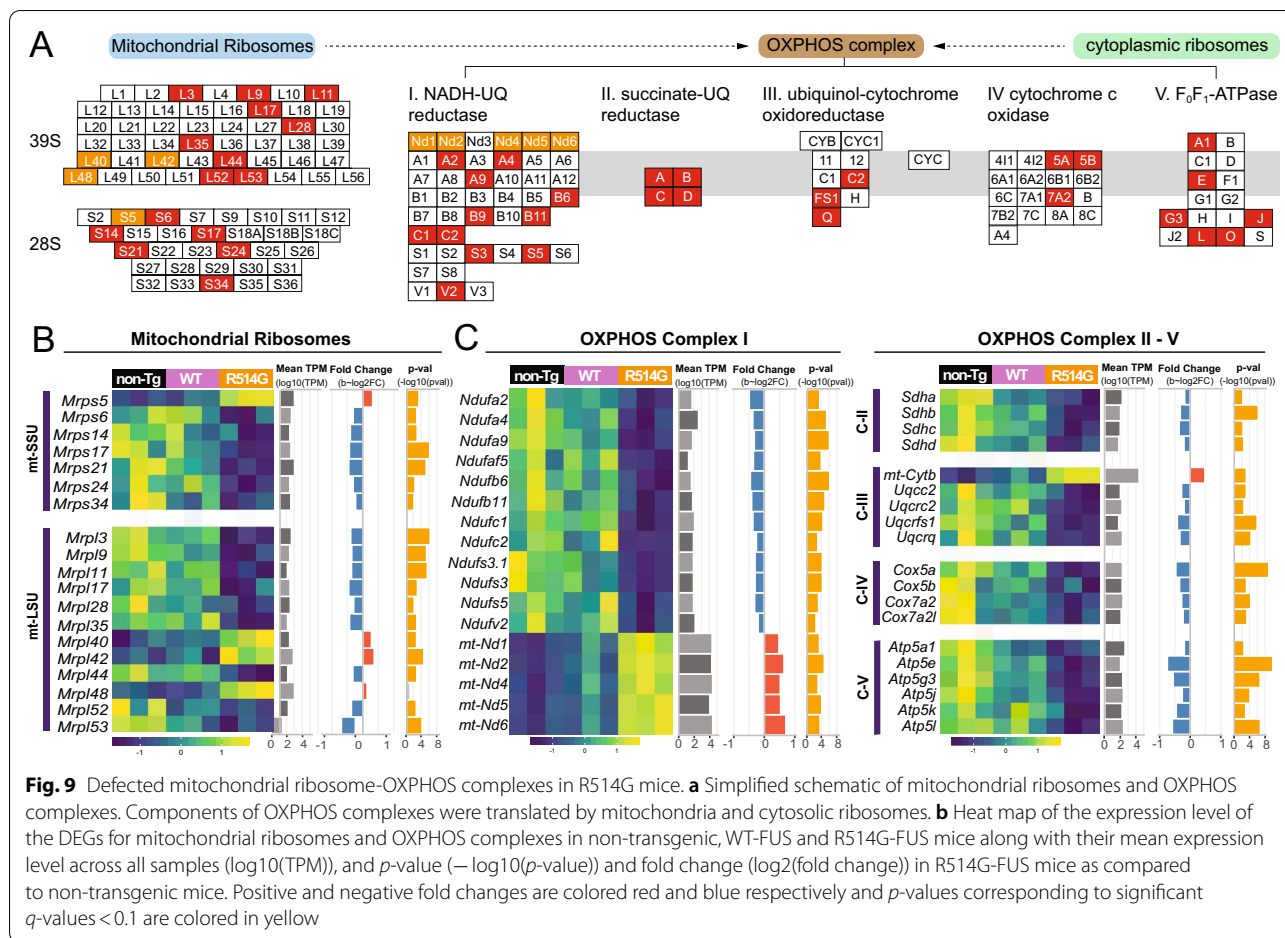 A
Mitochondrial Ribosomes
OXPHOS complex
cytoplasmic ribosomes
39S
L1 L2 L3 L4 L9 L10 L11
L12 L13 L14 L15 L16 L17 L18 L19
L20 L21 L22 L23 L24 L27 L28 L30
L32 L33 L34 L35 L36 L37 L38 L39
L40 L41 L42 L43 L44 L45 L46 L47
L48 L49 L50 L51 L52 L53 L54 L55 L56
28S
S2 S5 S6 S7 S9 S10 S11 S12
S14 S15 S16 S17 S18A S18B S18C
S21 S22 S23 S24 S25 S26
S27 S28 S29 S30 S31
S32 S33 S34 S35 S36
I. NADH-UQ
reductase
Nd1 Nd2 Nd3 Nd4 Nd5 Nd6
A1 A2 A3 A4 A5 A6
A7 A8 A9 A10 A11 A12
B1 B2 B3 B4 B5 B6
B7 B8 B9 B10 B11
C1 C2
S1 S2 S3 S4 S5 S6
S7 S8
V1 V2 V3
II. succinate-UQ
reductase
A B
C D
III. ubiquinol-cytochrome
oxidoreductase
CYB CYC1
11 12
C1 C2
FS1 H
Q
CYC
IV cytochrome c
oxidase
4I1 4I2 5A 5B
6A1 6A2 6B1 6B2
6C 7A1 7A2 B
7B2 7C 8A 8C
A4
V. F0F1-ATPase
A1 B
C1 D
E F1
G1 G2
G3 H I J
J2 L O S
B
Mitochondrial Ribosomes
non-Tg WT R514G
Mean TPM
(log10(TPM))
Fold Change
(b~log2FC)
p-val
(-log10(pval))
mt-SSU
Mrps5
Mrps6
Mrps14
Mrps17
Mrps21
Mrps24
Mrps34
mt-LSU
Mrpl3
Mrpl9
Mrpl11
Mrpl17
Mrpl28
Mrpl35
Mrpl40
Mrpl42
Mrpl44
Mrpl48
Mrpl52
Mrpl53
-1 0 1
0 2 4
-1 0 1
0 4 8
C
OXPHOS Complex I
non-Tg WT R514G
Mean TPM
(log10(TPM))
Fold Change
(b~log2FC)
p-val
(-log10(pval))
Ndufa2
Ndufa4
Ndufa9
Ndufaf5
Ndufb6
Ndufb11
Ndufc1
Ndufc2
Ndufs3.1
Ndufs3
Ndufs5
Ndufv2
mt-Nd1
mt-Nd2
mt-Nd4
mt-Nd5
mt-Nd6
-1 0 1
0 2 4
-1 0 1
0 4 8
OXPHOS Complex II - V
non-Tg WT R514G
Mean TPM
(log10(TPM))
Fold Change
(b~log2FC)
p-val
(-log10(pval))
C-II
Sdha
Sdhb
Sdhc
Sdhd
C-III
mt-Cytb
Uqcc2
Uqcrc2
Uqcrfs1
Uqcrq
C-IV
Cox5a
Cox5b
Cox7a2
Cox7a2l
C-V
Atp5a1
Atp5e
Atp5g3
Atp5j
Atp5k
Atp5l
-1 0 1
0 2 4
-1 0 1
0 4 8
Fig. 9 Defected mitochondrial ribosome-OXPHOS complexes in R514G mice. a Simplified schematic of mitochondrial ribosomes and OXPHOS
complexes. Components of OXPHOS complexes were translated by mitochondria and cytosolic ribosomes. b Heat map of the expression level of
the DEGs for mitochondrial ribosomes and OXPHOS complexes in non-transgenic, WT-FUS and R514G-FUS mice along with their mean expression
level across all samples (log10(TPM)), and p-value (− log10(p-value)) and fold change (log2(fold change)) in R514G-FUS mice as compared
to non-transgenic mice. Positive and negative fold changes are colored red and blue respectively and p-values corresponding to significant
q-values < 0.1 are colored in yellow